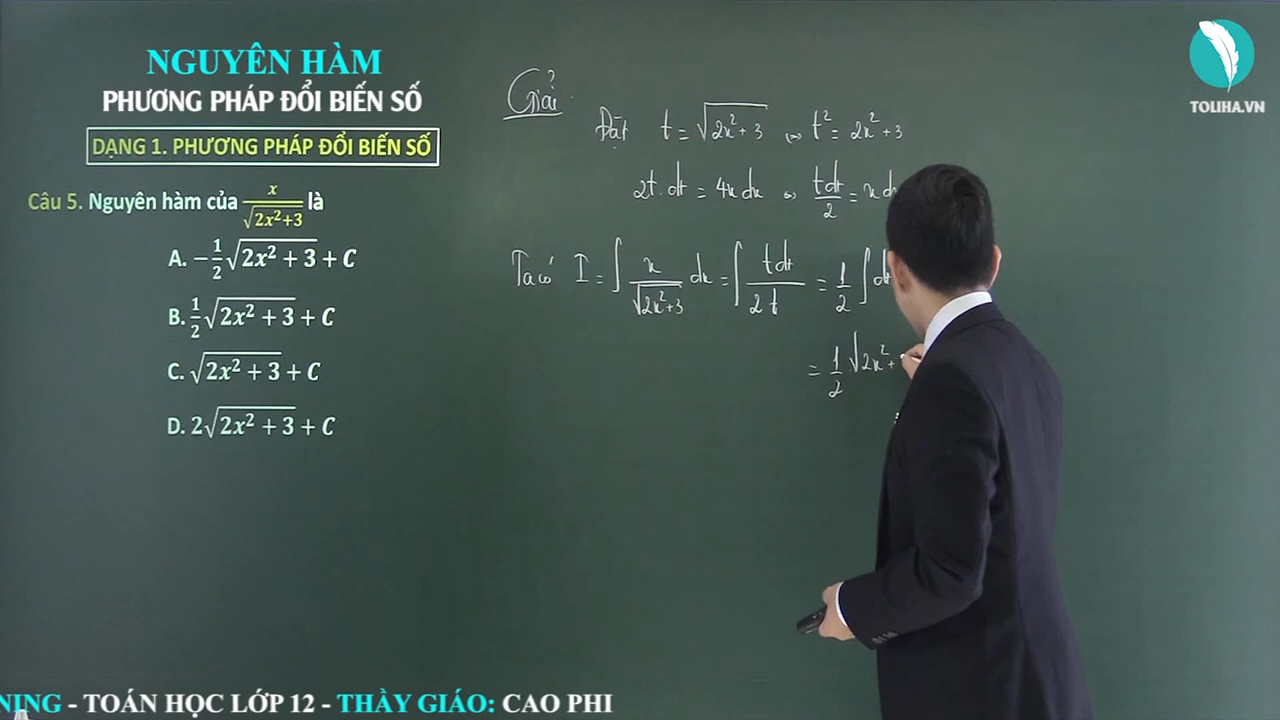 NGUYÊN HÀM
PHƯƠNG PHÁP ĐỔI BIẾN SỐ
DẠNG 1. PHƯƠNG PHÁP ĐỔI BIẾN SỐ
Câu 5. Nguyên hàm của x/√(2x²+3) là
A. −1/2 √(2x² + 3) + C
B. 1/2 √(2x² + 3) + C
C. √(2x² + 3) + C
D. 2√(2x² + 3) + C
Giải
Đặt t = √(2x² + 3) ⇔ t² = 2x² + 3
2t.dt = 4x dx ⇔ tdt/2 = x dx
Ta có I = ∫ x/√(2x²+3) dx = ∫ tdt/2t = 1/2 ∫ dt
= 1/2 √2x² +
TOLIHA.VN
NING - TOÁN HỌC LỚP 12 - THẦY GIÁO: CAO PHI